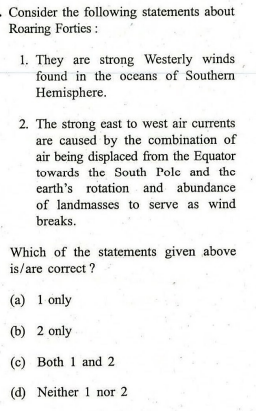 Consider the following statements about
Roaring Forties :
1. They are strong Westerly winds
found in the oceans of Southern
Hemisphere.
2. The strong east to west air currents
are caused by the combination of
air being displaced from the Equator
towards the South Pole and the
earth's rotation and abundance
of landmasses to serve as wind
breaks.
Which of the statements given above
is/are correct ?
(a) 1 only
(b) 2 only
(c) Both 1 and 2
(d) Neither 1 nor 2